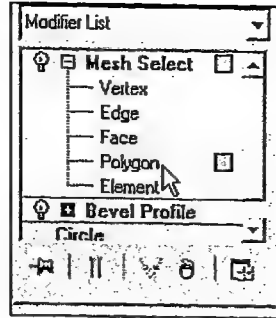 Modifier List
Mesh Select
Vertex
Edge
Face
Polygon
Element
Bevel Profile
Circle